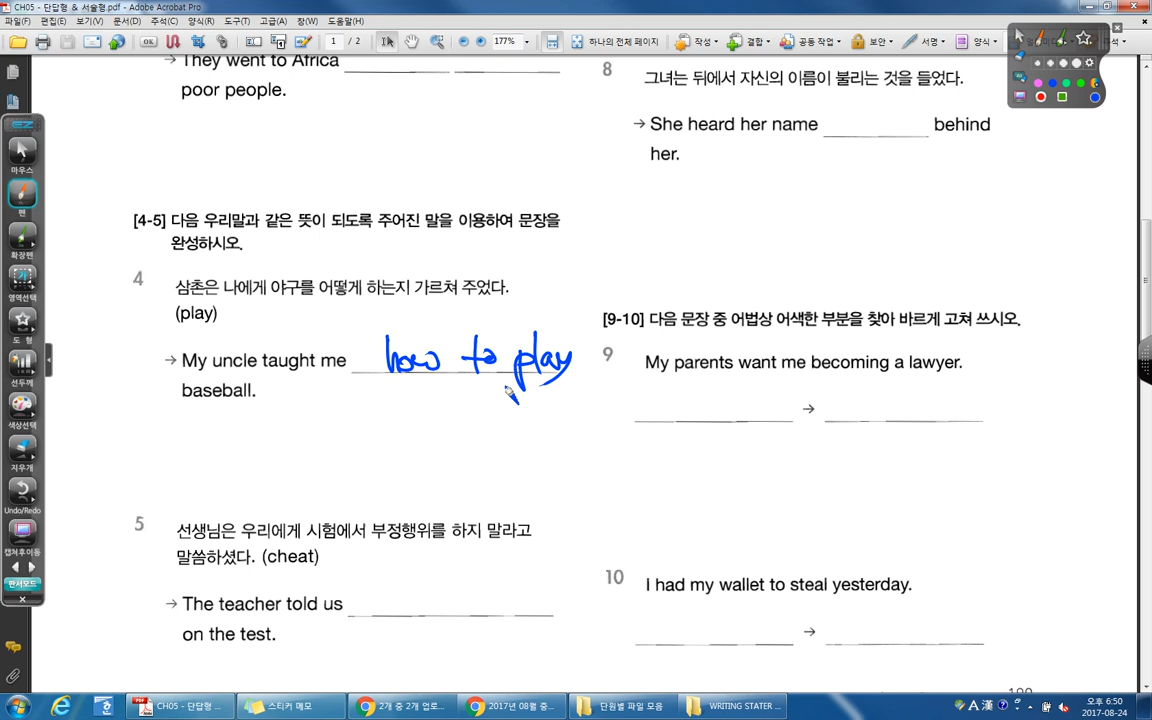 CH05 - 단답형 & 서술형.pdf - Adobe Acrobat Pro
파일(F) 편집(E) 보기(V) 문서(D) 주석(C) 양식(R) 도구(T) 고급(A) 창(W) 도움말(H)
OK 1 / 2 177% 하나의 전체 페이지 작성 결합 공동 작업 보안 서명 양식
마우스
펜
확장펜
영역선택
도 형
선두께
색상선택
지우개
Undo/Redo
캡쳐후이동
판서모드
They went to Africa
poor people.
[4-5] 다음 우리말과 같은 뜻이 되도록 주어진 말을 이용하여 문장을
완성하시오.
4 삼촌은 나에게 야구를 어떻게 하는지 가르쳐 주었다.
(play)
→ My uncle taught me how to play
baseball.
5 선생님은 우리에게 시험에서 부정행위를 하지 말라고
말씀하셨다. (cheat)
→ The teacher told us
on the test.
8 그녀는 뒤에서 자신의 이름이 불리는 것을 들었다.
→ She heard her name behind
her.
[9-10] 다음 문장 중 어법상 어색한 부분을 찾아 바르게 고쳐 쓰시오.
9 My parents want me becoming a lawyer.
→
10 I had my wallet to steal yesterday.
→
CH05 - 단답형 ... 스티커 메모 2개 중 2개 업로... 2017년 08월 중... 단원별 파일 모음 WRITING STATER ... A 漢 오후 6:50
2017-08-24